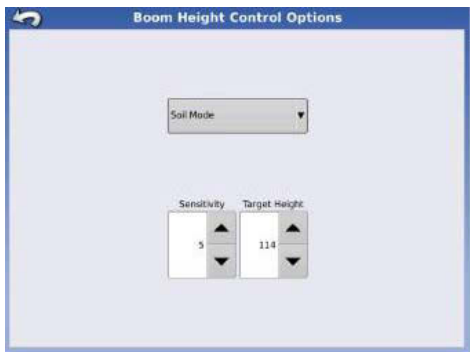 Boom Height Control Options
Soil Mode
Sensitivity Target Height
5 114